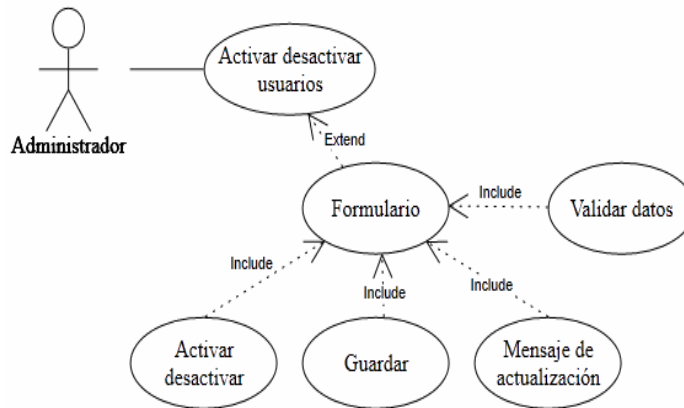 Activar desactivar
usuarios
Administrador
Extend
Formulario
Include
Validar datos
Include
Include
Include
Activar
desactivar
Guardar
Mensaje de
actualización